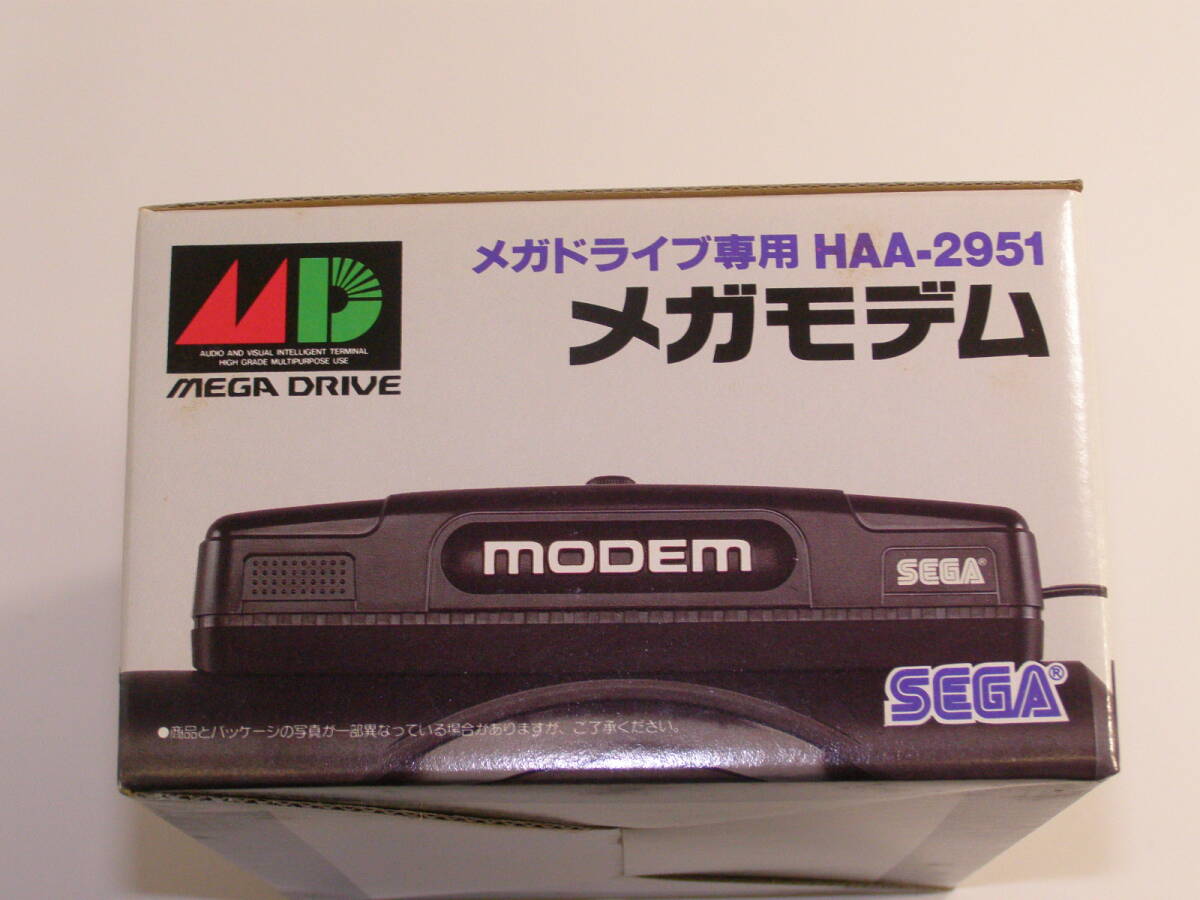 メガドライブ専用 HAA-2951
メガモデム
AUDIO AND VISUAL INTELLIGENT TERMINAL
HIGH GRADE MULTIPURPOSE USE
MEGA DRIVE
MODEM
SEGA®
SEGA®
●商品とパッケージの写真が一部異なっている場合がありますが、ご了承ください。